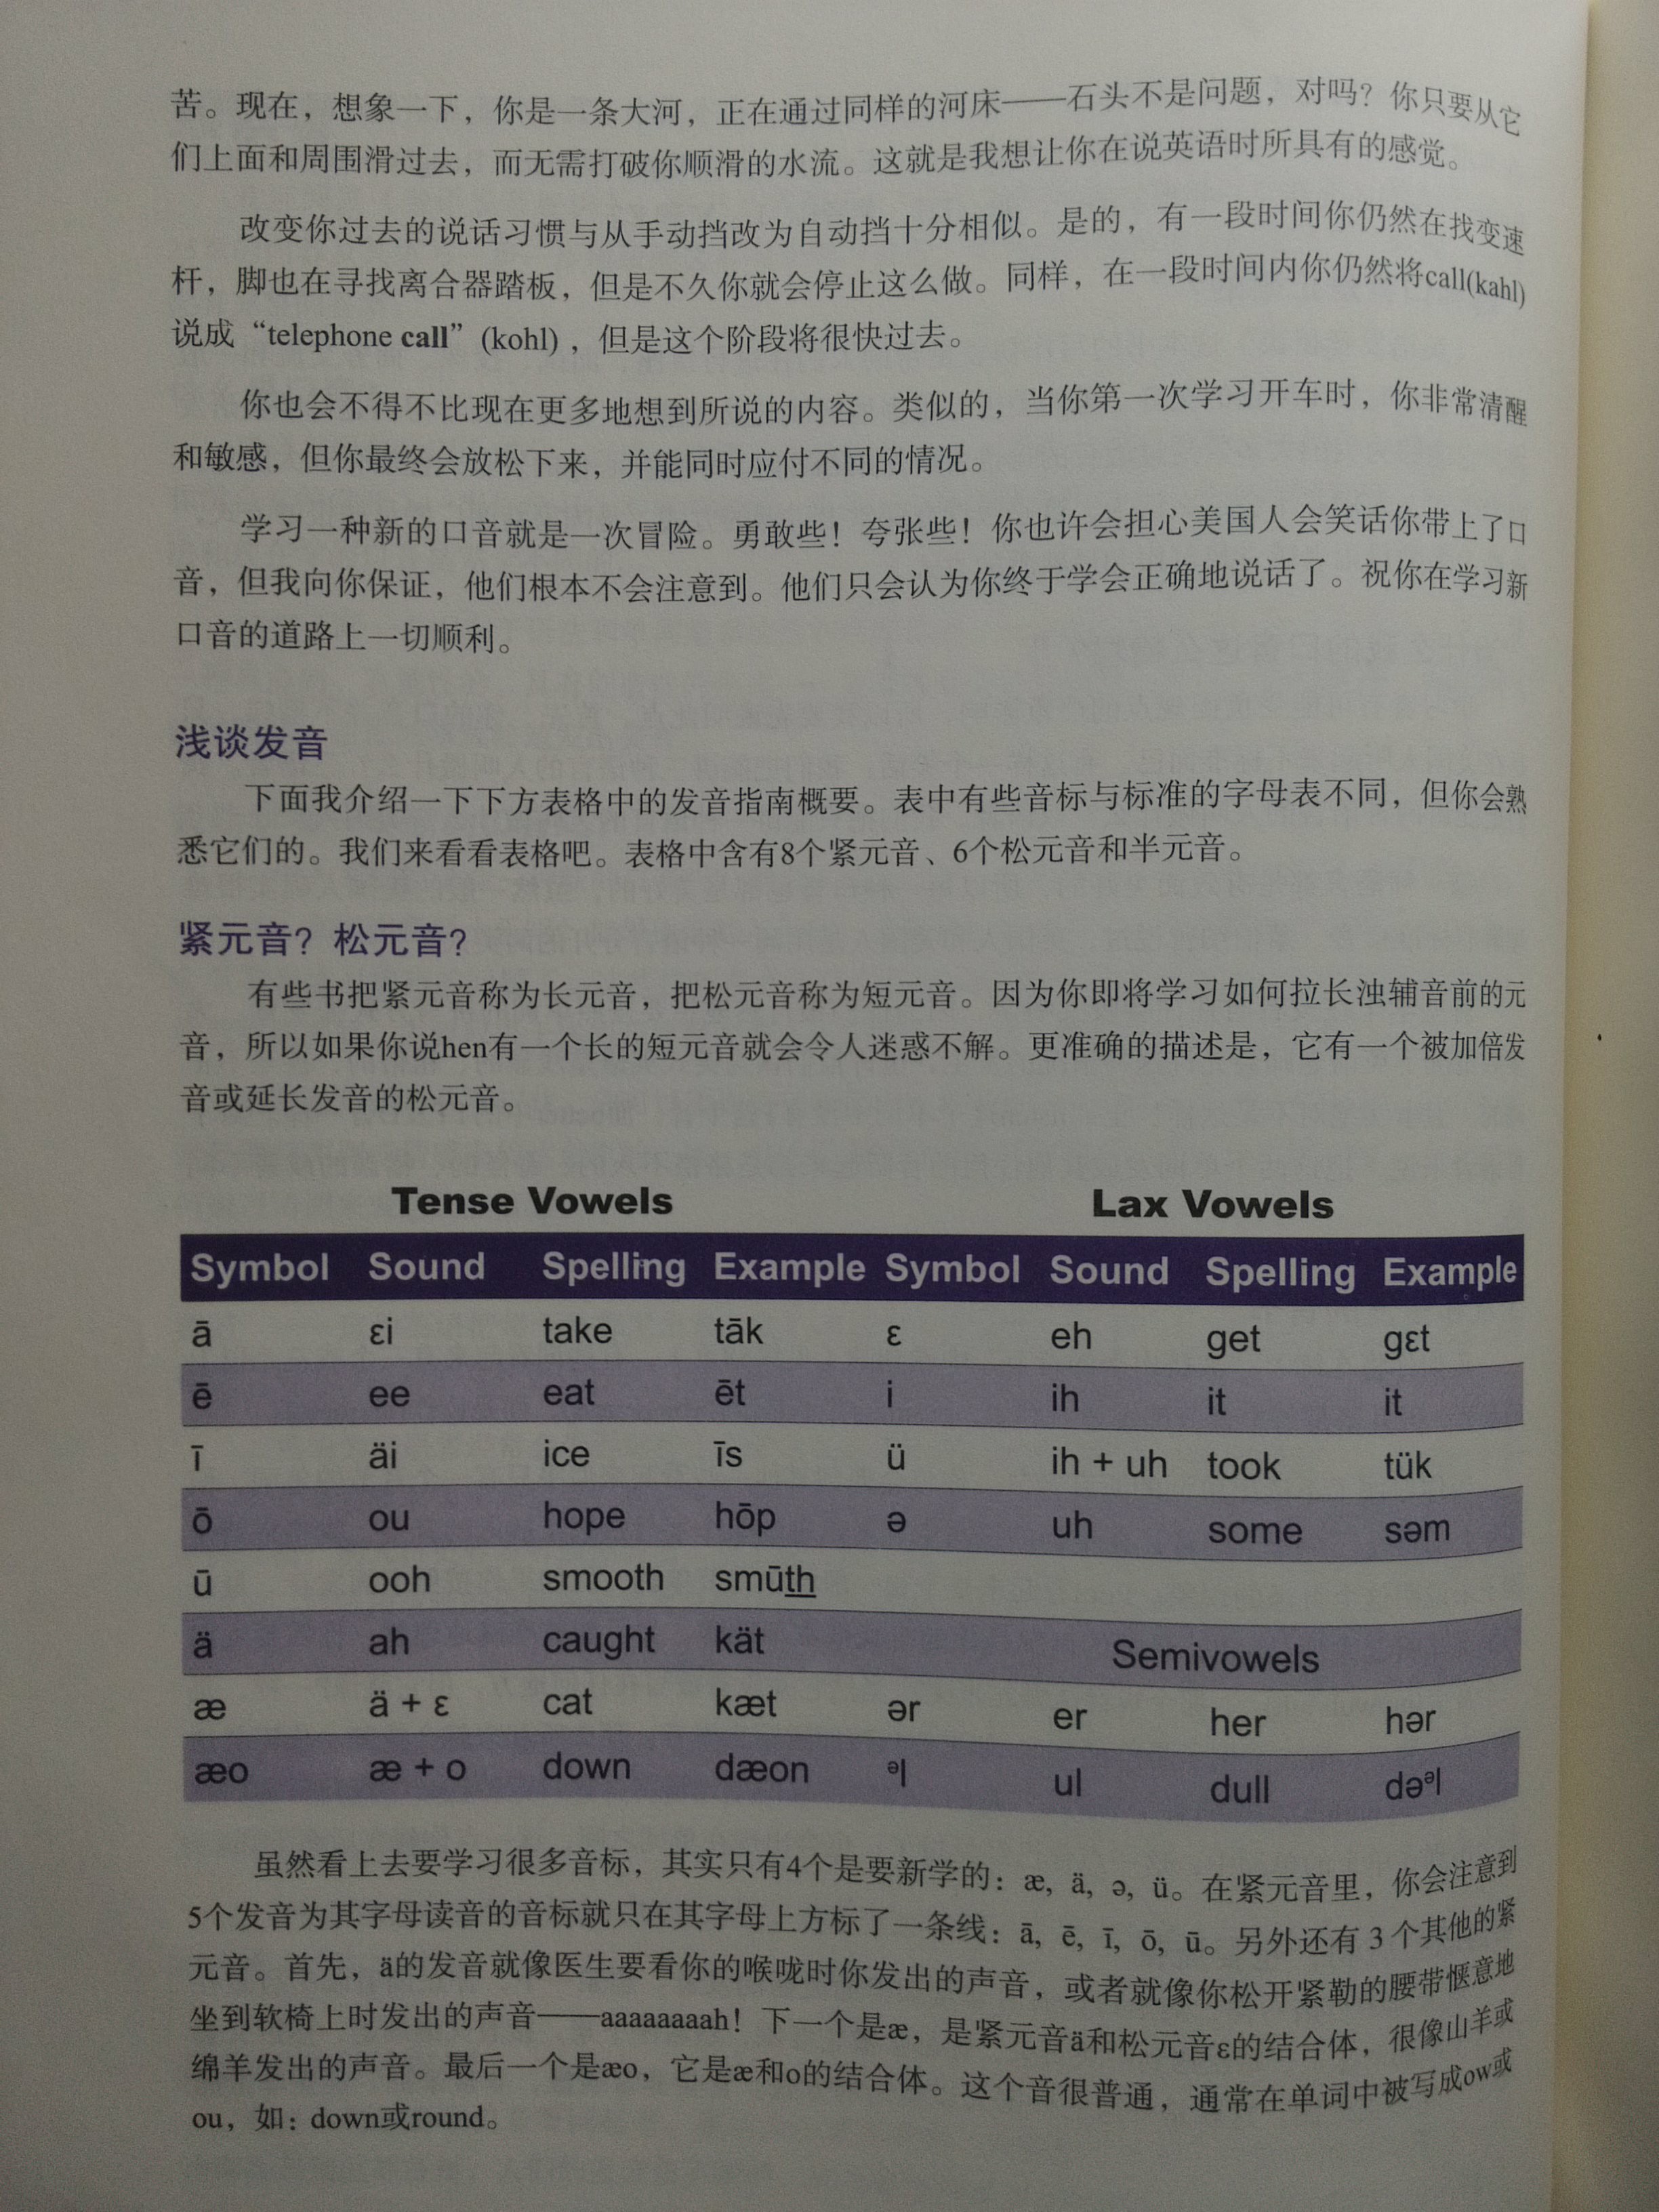 苦。现在，想象一下，你是一条大河，正在通过同样的河床——石头不是问题，对吗？你只要从它
们上面和周围滑过去，而无需打破你顺滑的水流。这就是我想让你在说英语时所具有的感觉。
改变你过去的说话习惯与从手动挡改为自动挡十分相似。是的，有一段时间你仍然在找变速
杆，脚也在寻找离合器踏板，但是不久你就会停止这么做。同样，在一段时间内你仍然将call(kahl)
说成“telephone call”(kohl)，但是这个阶段将很快过去。
你也会不得不比现在更多地想到所说的内容。类似的，当你第一次学习开车时，你非常清醒
和敏感，但你最终会放松下来，并能同时应付不同的情况。
学习一种新的口音就是一次冒险。勇敢些！夸张些！你也许会担心美国人会笑话你带上了口
音，但我向你保证，他们根本不会注意到。他们只会认为你终于学会正确地说话了。祝你在学习新
口音的道路上一切顺利。
浅谈发音
下面我介绍一下下方表格中的发音指南概要。表中有些音标与标准的字母表不同，但你会熟
悉它们的。我们来看看表格吧。表格中含有8个紧元音、6个松元音和半元音。
紧元音？松元音？
有些书把紧元音称为长元音，把松元音称为短元音。因为你即将学习如何拉长浊辅音前的元
音，所以如果你说hen有一个长的短元音就会令人迷惑不解。更准确的描述是，它有一个被加倍发
音或延长发音的松元音。
Tense Vowels Lax Vowels
Symbol Sound Spelling Example Symbol Sound Spelling Example
ā ɛi take tāk ɛ eh get gɛt
ē ee eat ēt i ih it it
ī äi ice īs ü ih + uh took tük
ō ou hope hōp ə uh some səm
ū ooh smooth smūth
ä ah caught kät Semivowels
æ ä + ɛ cat kæt ər er her hər
æo æ + o down dæon ᵊl ul dull dəᵊl
虽然看上去要学习很多音标，其实只有4个是要新学的：æ, ä, ə, ü。在紧元音里，你会注意到
5个发音为其字母读音的音标就只在其字母上方标了一条线：ā, ē, ī, ō, ū。另外还有 3 个其他的紧
元音。首先，ä的发音就像医生要看你的喉咙时你发出的声音，或者就像你松开紧勒的腰带惬意地
坐到软椅上时发出的声音——aaaaaaaah！下一个是æ，是紧元音ä和松元音ɛ的结合体，很像山羊或
绵羊发出的声音。最后一个是æo，它是æ和o的结合体。这个音很普通，通常在单词中被写成ow或
ou，如：down或round。